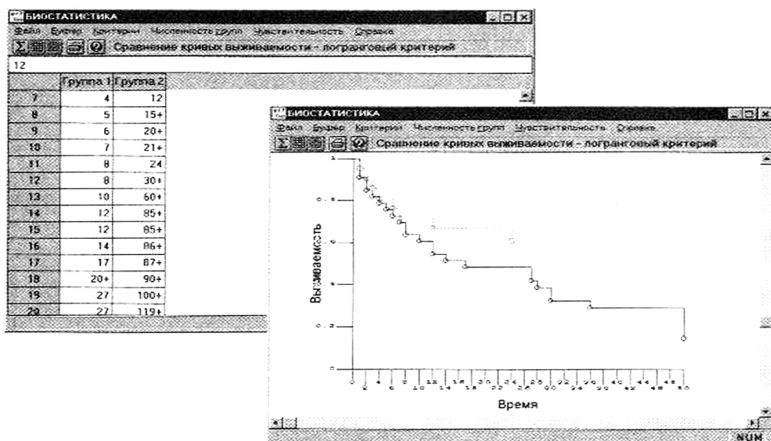 БИОСТАТИСТИКА
Файл Буфер Критерии Численность групп Чувствительность Справка
Сравнение кривых выживаемости - логранговый критерий
12
Группа 1 Группа 2
7 4 12
8 5 15+
9 6 20+
10 7 21+
11 8 24
12 8 30+
13 10 60+
14 12 85+
15 12 85+
16 14 86+
17 17 87+
18 20+ 90+
19 27 100+
20 27 119+
БИОСТАТИСТИКА
Файл Буфер Критерии Численность групп Чувствительность Справка
Сравнение кривых выживаемости - логранговый критерий
Выживаемость
Время
NUM